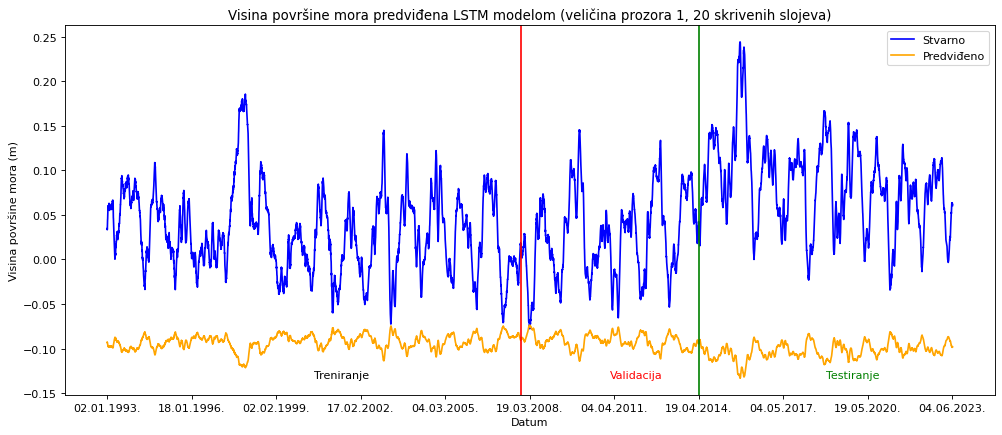 Visina površine mora predviđena LSTM modelom (veličina prozora 1, 20 skrivenih slojeva)
Stvarno
Predviđeno
Visina površine mora (m)
0.25
0.20
0.15
0.10
0.05
0.00
−0.05
−0.10
−0.15
Treniranje
Validacija
Testiranje
02.01.1993. 18.01.1996. 02.02.1999. 17.02.2002. 04.03.2005. 19.03.2008. 04.04.2011. 19.04.2014. 04.05.2017. 19.05.2020. 04.06.2023.
Datum